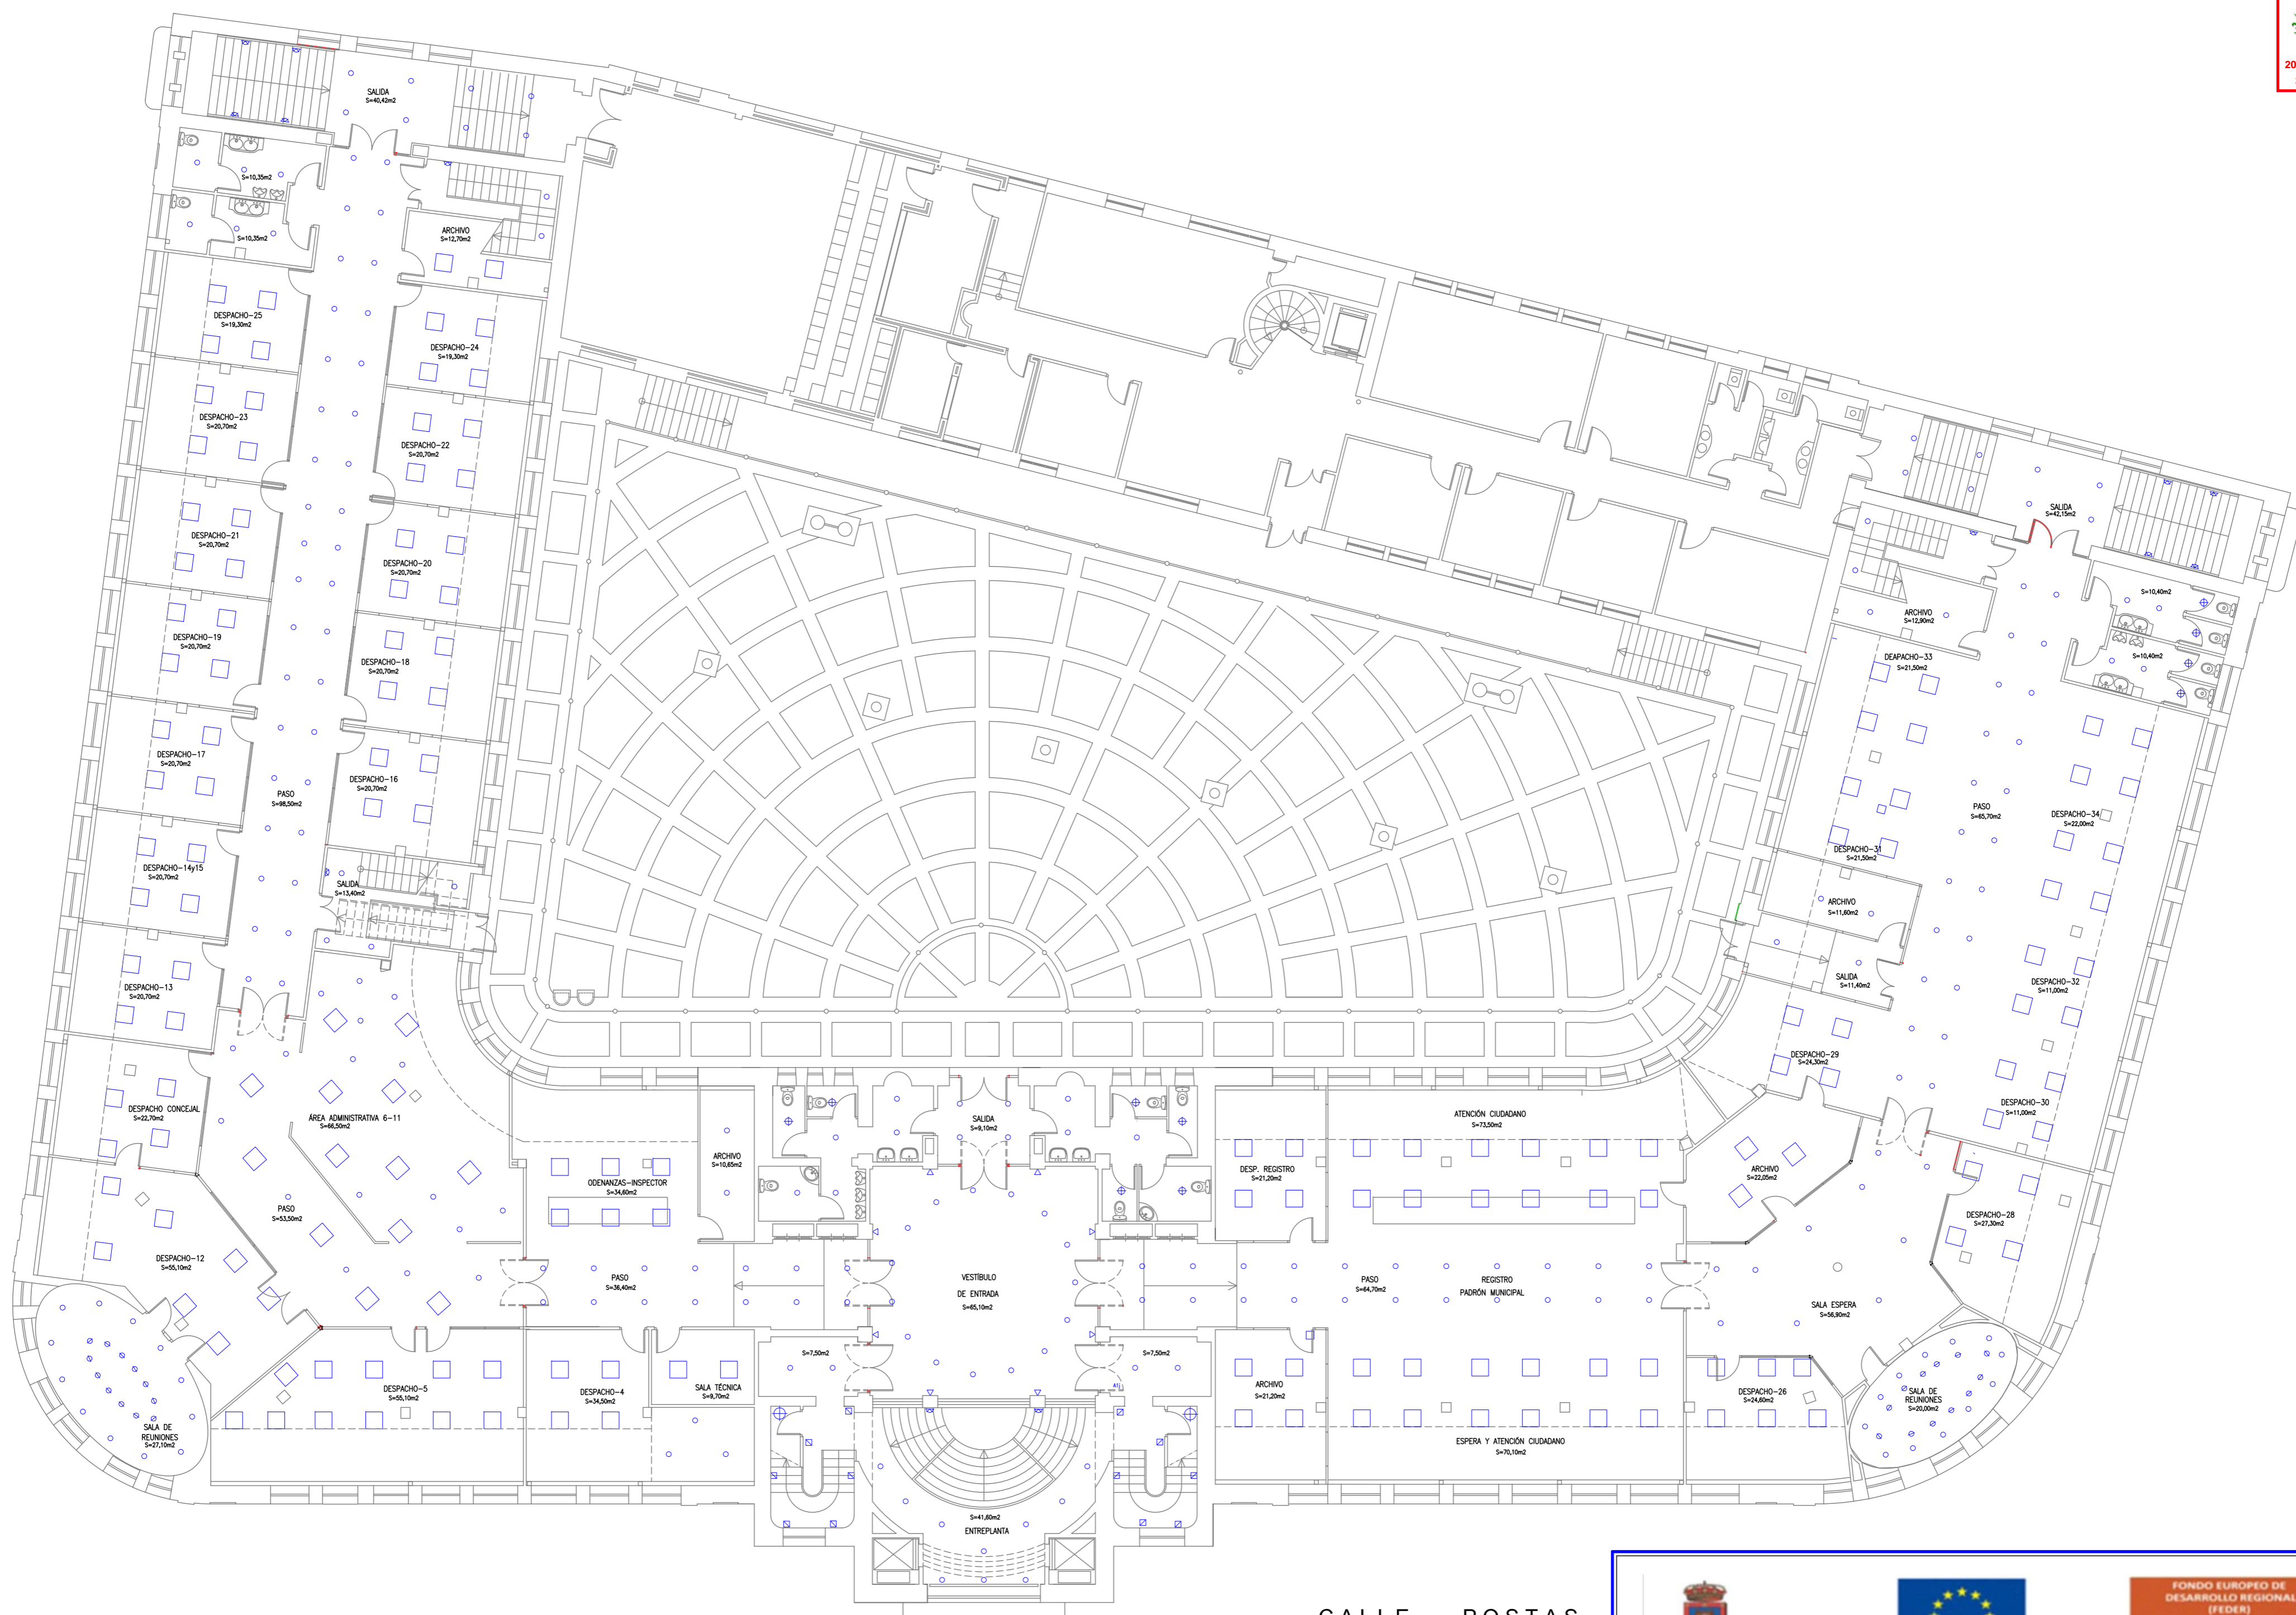 20
SALIDA
S=40,42m2
S=10,35m2
S=10,35m2
ARCHIVO
S=12,70m2
DESPACHO-25
S=19,30m2
DESPACHO-24
S=19,30m2
DESPACHO-23
S=20,70m2
DESPACHO-22
S=20,70m2
DESPACHO-21
S=20,70m2
DESPACHO-20
S=20,70m2
DESPACHO-19
S=20,70m2
DESPACHO-18
S=20,70m2
DESPACHO-17
S=20,70m2
DESPACHO-16
S=20,70m2
PASO
S=98,50m2
DESPACHO-14y15
S=20,70m2
SALIDA
S=13,40m2
DESPACHO-13
S=20,70m2
DESPACHO CONCEJAL
S=22,70m2
ÁREA ADMINISTRATIVA 6-11
S=66,50m2
PASO
S=53,50m2
DESPACHO-12
S=55,10m2
SALA DE
REUNIONES
S=27,10m2
DESPACHO-5
S=55,10m2
DESPACHO-4
S=34,50m2
SALA TÉCNICA
S=9,70m2
ODENANZAS-INSPECTOR
S=34,60m2
ARCHIVO
S=10,65m2
PASO
S=36,40m2
SALIDA
S=9,10m2
VESTÍBULO
DE ENTRADA
S=65,10m2
S=7,50m2
S=7,50m2
S=41,60m2
ENTREPLANTA
DESP. REGISTRO
S=21,20m2
ATENCIÓN CIUDADANO
S=73,50m2
PASO
S=64,70m2
REGISTRO
PADRÓN MUNICIPAL
ARCHIVO
S=21,20m2
ESPERA Y ATENCIÓN CIUDADANO
S=70,10m2
SALIDA
S=42,15m2
S=10,40m2
S=10,40m2
ARCHIVO
S=12,90m2
DEAPACHO-33
S=21,50m2
PASO
S=65,70m2
DESPACHO-34
S=22,00m2
DESPACHO-31
S=21,50m2
ARCHIVO
S=11,60m2
SALIDA
S=11,40m2
DESPACHO-32
S=11,00m2
DESPACHO-29
S=24,30m2
DESPACHO-30
S=11,00m2
ARCHIVO
S=22,05m2
DESPACHO-28
S=27,30m2
SALA ESPERA
S=56,90m2
DESPACHO-26
S=24,60m2
SALA DE
REUNIONES
S=20,00m2
CALLE POSTAS
FONDO EUROPEO DE
DESARROLLO REGIONAL
(FEDER)